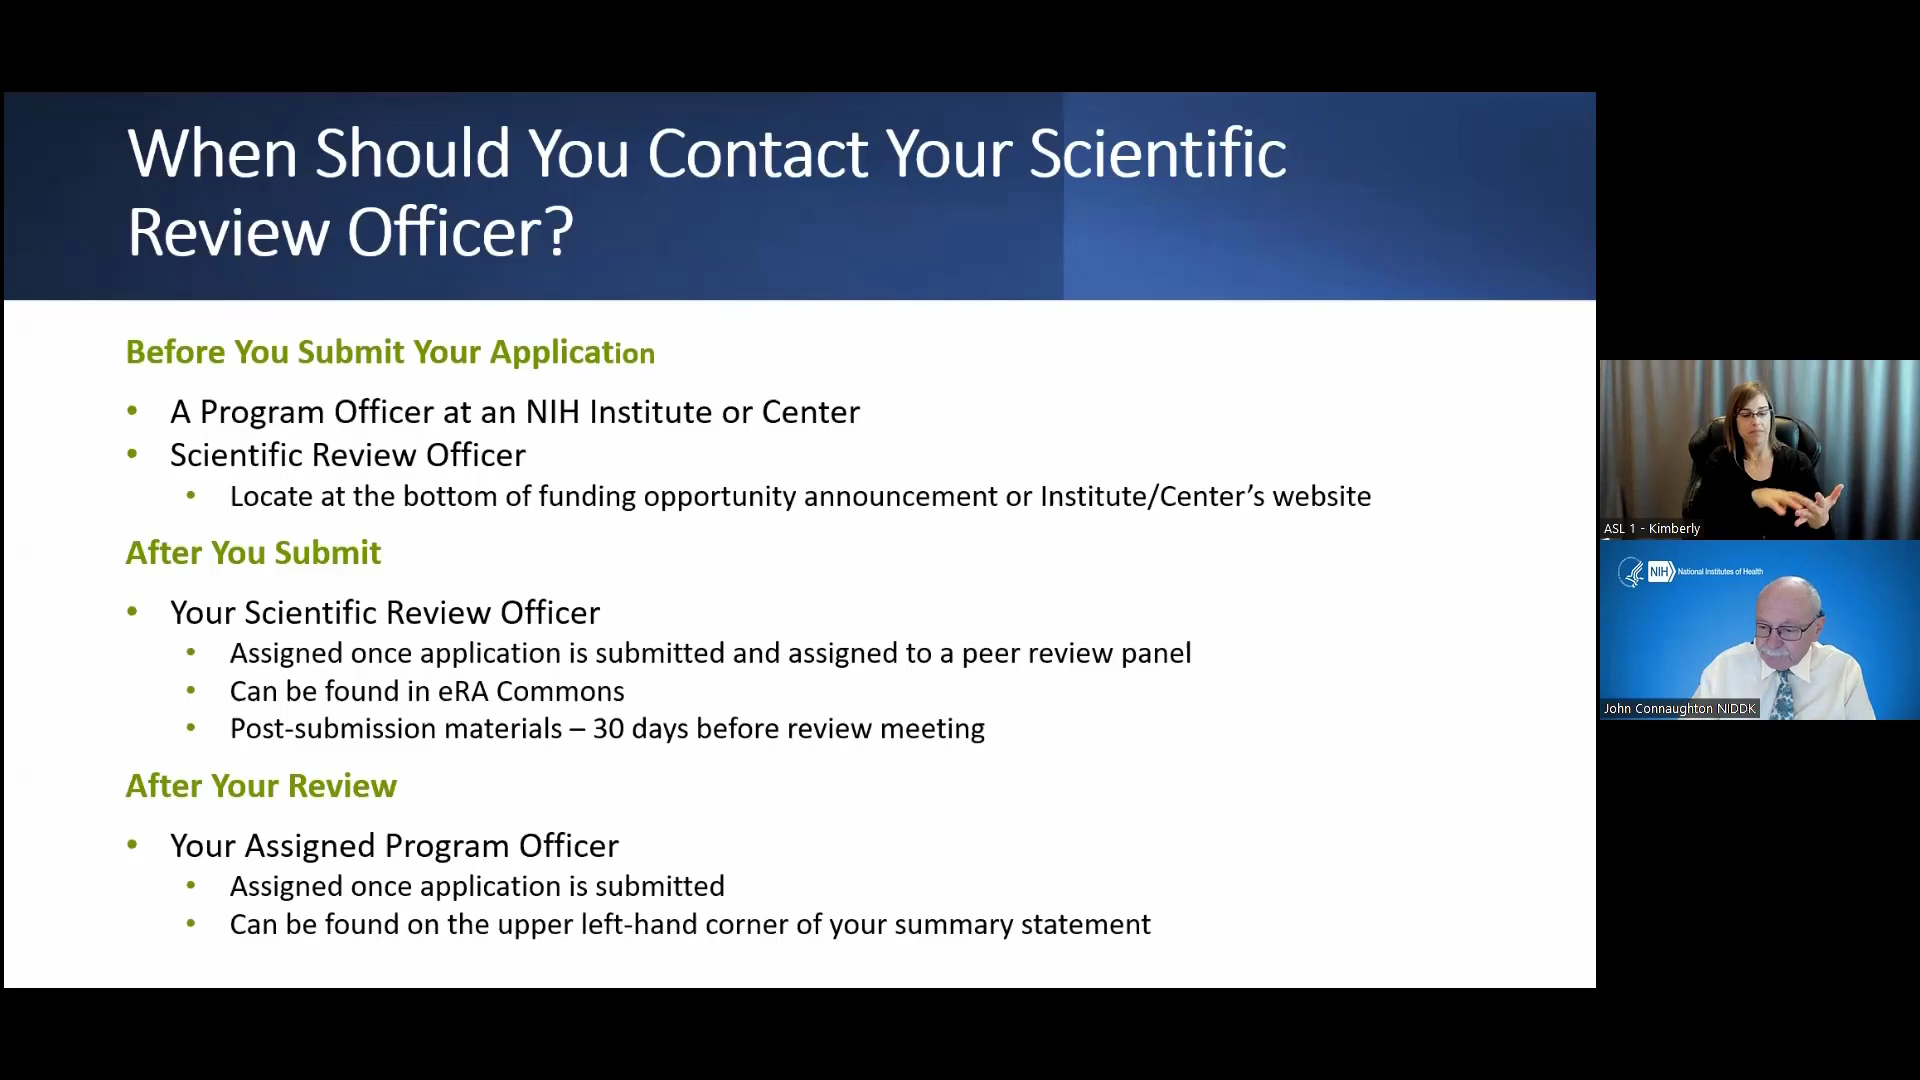 When Should You Contact Your Scientific
Review Officer?
Before You Submit Your Application
• A Program Officer at an NIH Institute or Center
• Scientific Review Officer
• Locate at the bottom of funding opportunity announcement or Institute/Center’s website
After You Submit
• Your Scientific Review Officer
• Assigned once application is submitted and assigned to a peer review panel
• Can be found in eRA Commons
• Post-submission materials – 30 days before review meeting
After Your Review
• Your Assigned Program Officer
• Assigned once application is submitted
• Can be found on the upper left-hand corner of your summary statement
ASL 1 - Kimberly
NIH National Institutes of Health
John Connaughton NIDDK